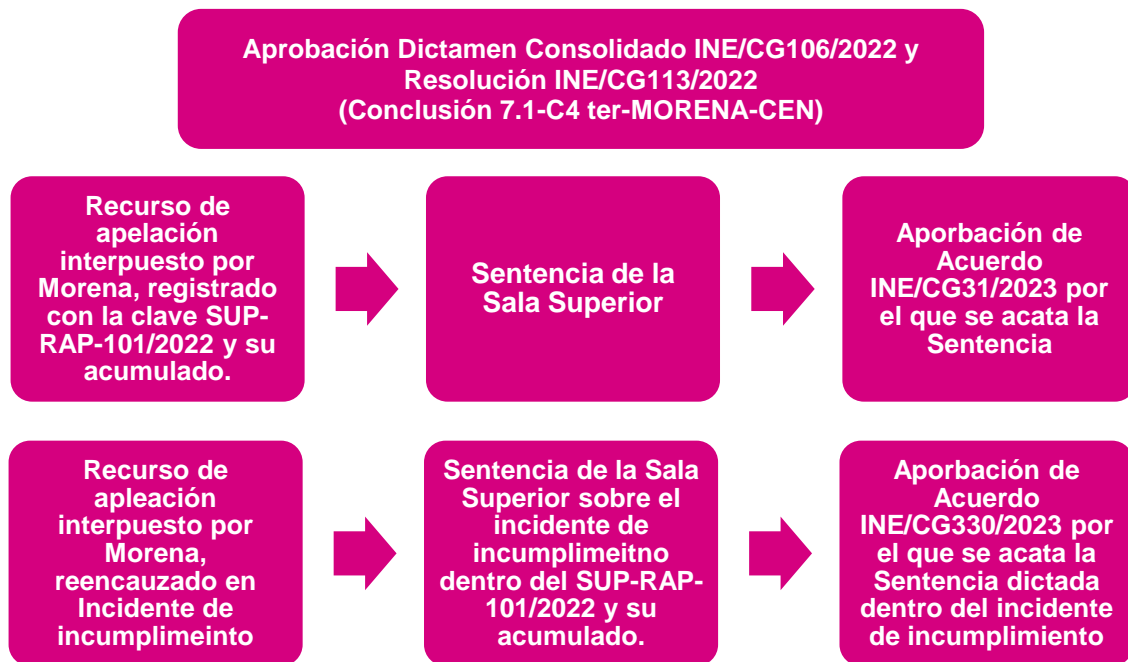 Aprobación Dictamen Consolidado INE/CG106/2022 y
Resolución INE/CG113/2022
(Conclusión 7.1-C4 ter-MORENA-CEN)
Recurso de
apelación
interpuesto por
Morena, registrado
con la clave SUP-
RAP-101/2022 y su
acumulado.
Sentencia de la
Sala Superior
Aporbación de
Acuerdo
INE/CG31/2023 por
el que se acata la
Sentencia
Recurso de
apleación
interpuesto por
Morena,
reencauzado en
Incidente de
incumplimeinto
Sentencia de la Sala
Superior sobre el
incidente de
incumplimeitno
dentro del SUP-RAP-
101/2022 y su
acumulado.
Aporbación de
Acuerdo
INE/CG330/2023 por
el que se acata la
Sentencia dictada
dentro del incidente
de incumplimiento